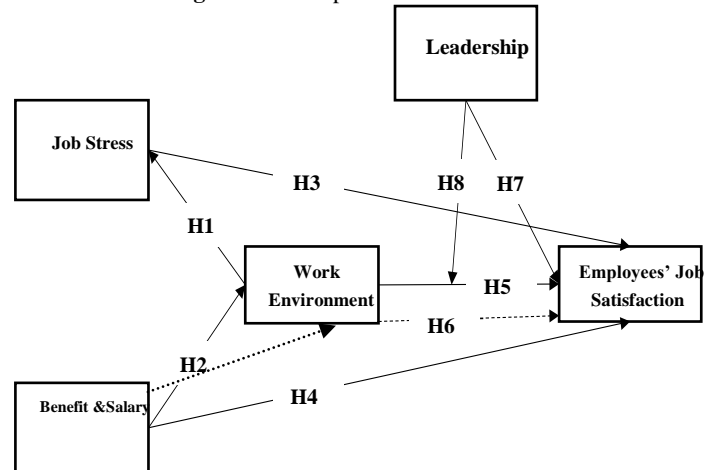 Leadership
Job Stress
H3
H8
H7
H1
Work
Environment
Employees' Job
Satisfaction
H5
H6
H2
H4
Benefit &Salary